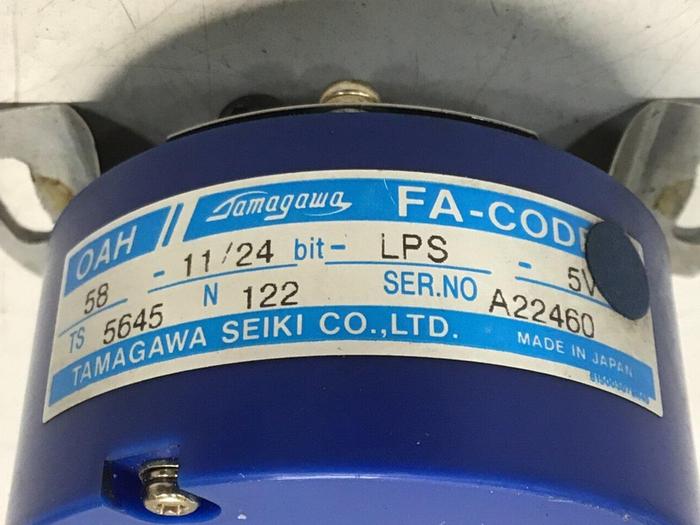 OAH Tamagawa FA-CODE
58 - 11/24 bit - LPS - 5V
TS 5645 N 122 SER.NO A22460
TAMAGAWA SEIKI CO.,LTD. MADE IN JAPAN